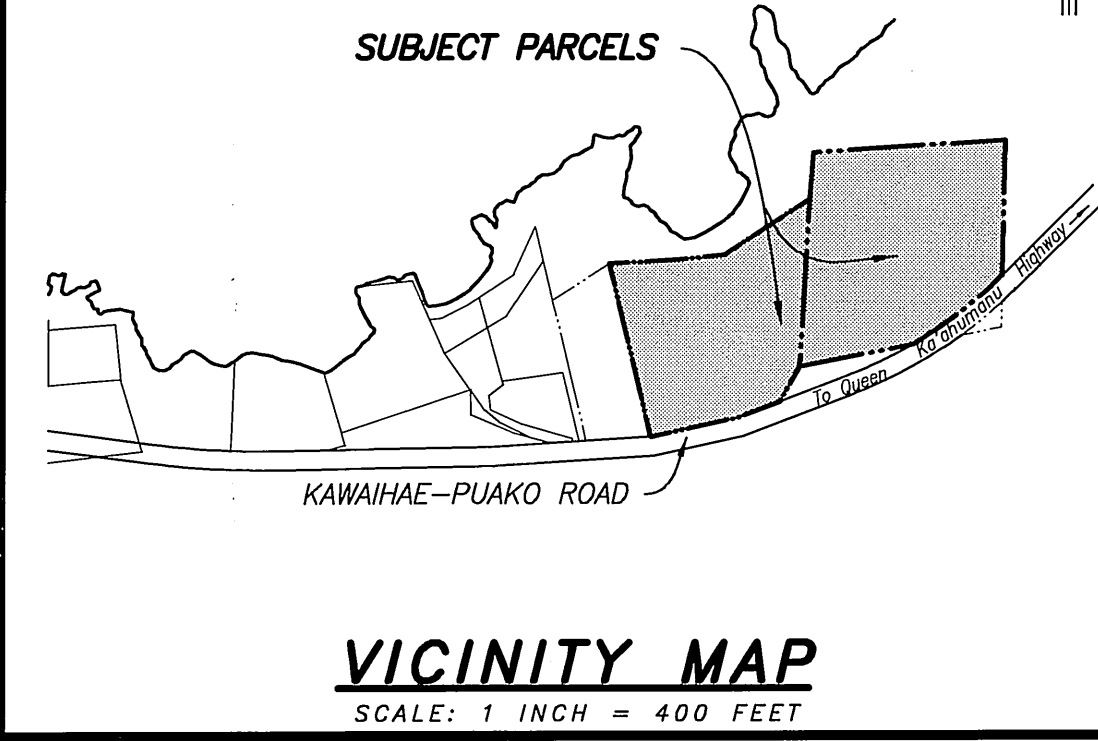 SUBJECT PARCELS
To Queen Ka'ahumanu Highway
KAWAIHAE-PUAKO ROAD
VICINITY MAP
SCALE: 1 INCH = 400 FEET